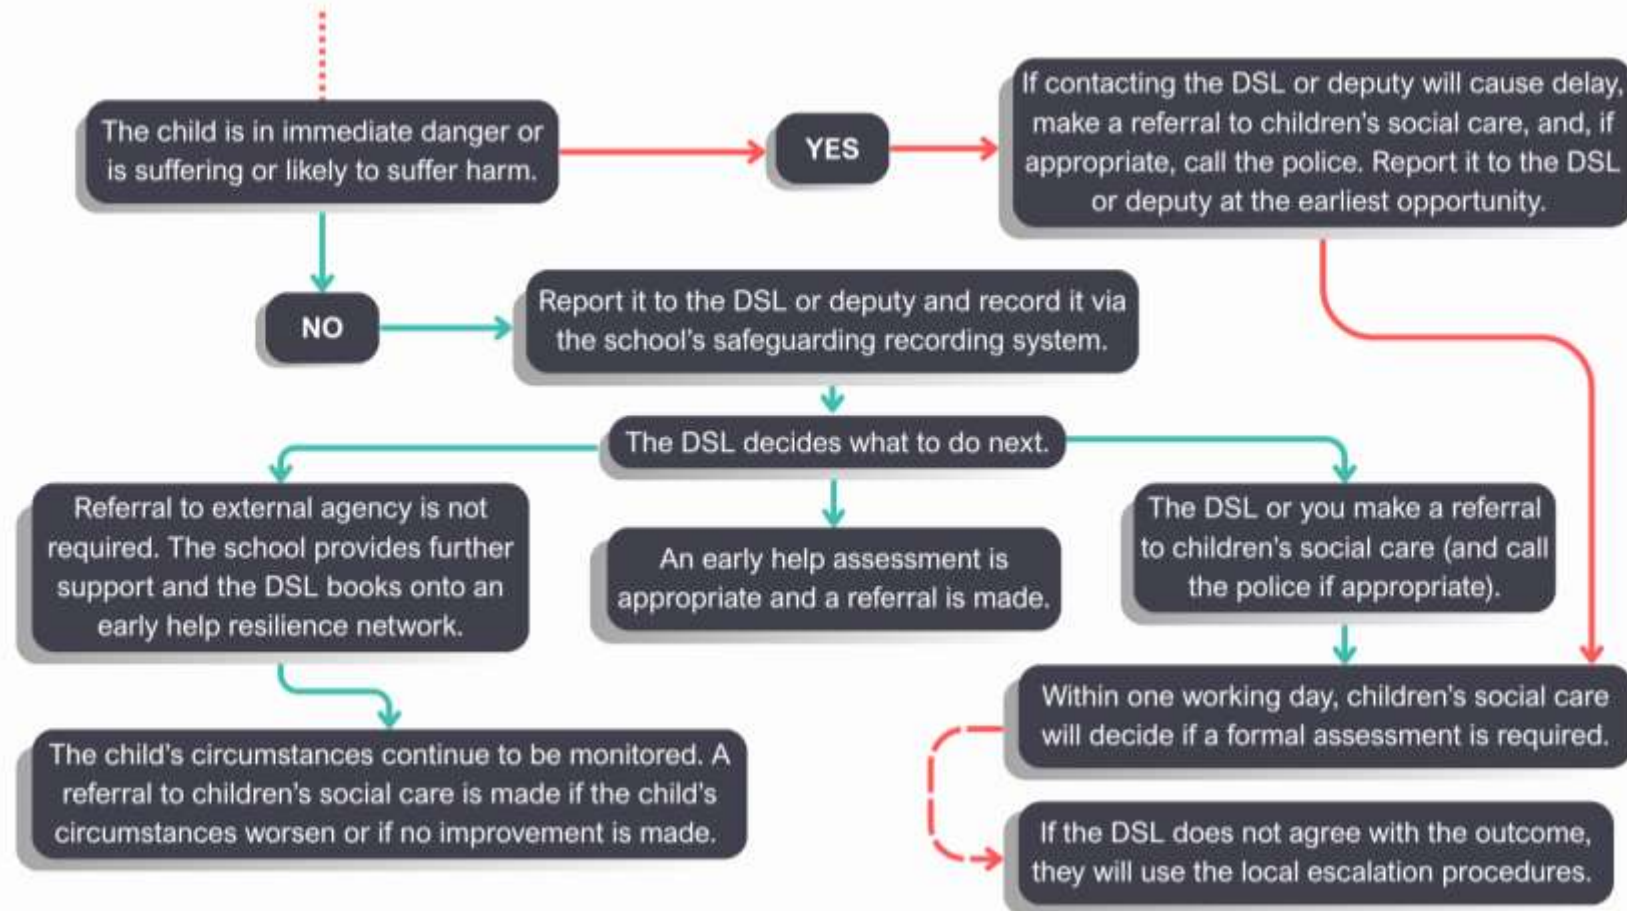 The child is in immediate danger or
is suffering or likely to suffer harm.
YES
If contacting the DSL or deputy will cause delay,
make a referral to children's social care, and, if
appropriate, call the police. Report it to the DSL
or deputy at the earliest opportunity.
NO
Report it to the DSL or deputy and record it via
the school's safeguarding recording system.
The DSL decides what to do next.
Referral to external agency is not
required. The school provides further
support and the DSL books onto an
early help resilience network.
An early help assessment is
appropriate and a referral is made.
The DSL or you make a referral
to children's social care (and call
the police if appropriate).
The child's circumstances continue to be monitored. A
referral to children's social care is made if the child's
circumstances worsen or if no improvement is made.
Within one working day, children's social care
will decide if a formal assessment is required.
If the DSL does not agree with the outcome,
they will use the local escalation procedures.